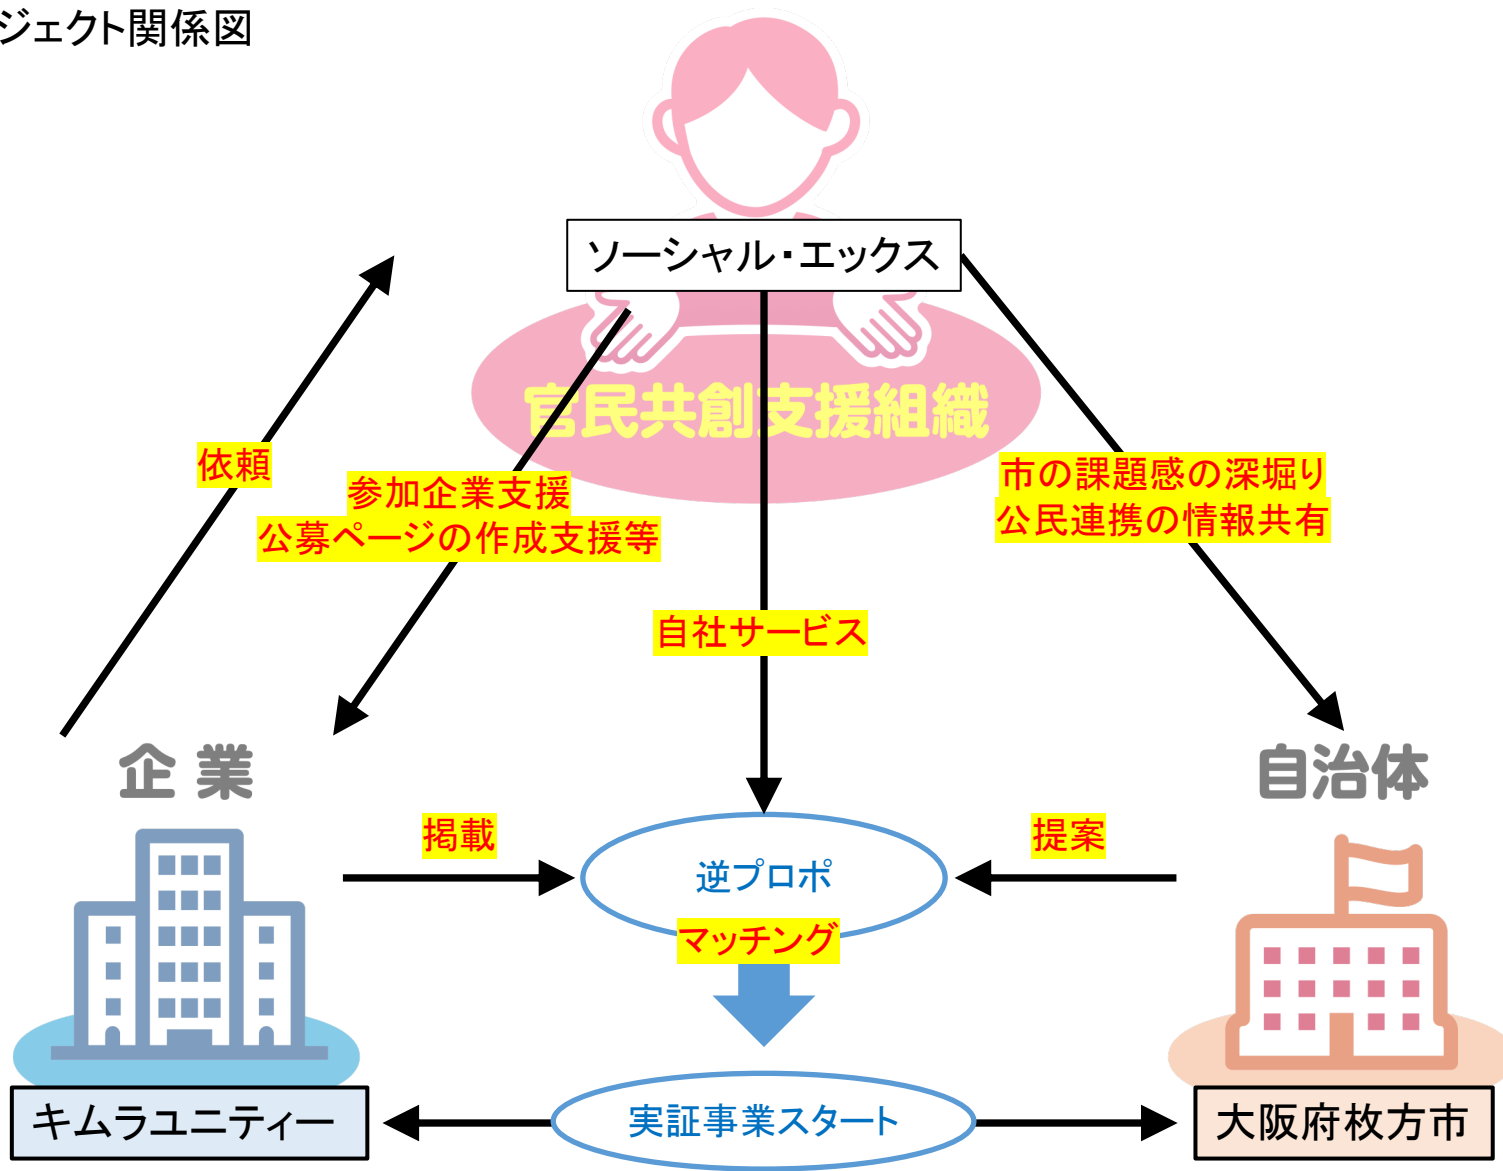 ジェクト関係図
ソーシャル・エックス
官民共創支援組織
依頼
参加企業支援
公募ページの作成支援等
市の課題感の深堀り
公民連携の情報共有
自社サービス
企業
自治体
掲載
逆プロポ
提案
マッチング
キムラユニティー
実証事業スタート
大阪府枚方市